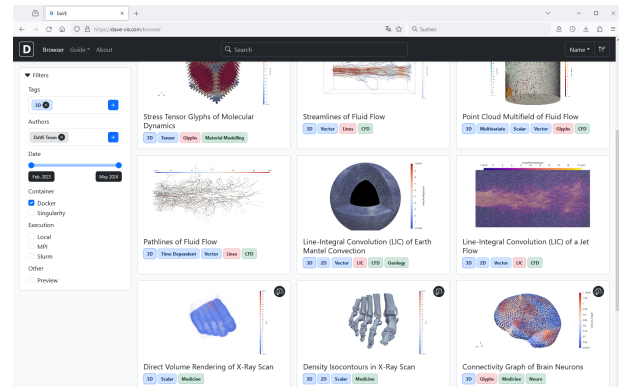 DaVE
https://dave-vis.com/browser
Suchen
D Browser Guide About Search Name
Filters
Tags
3D
Authors
DaVE Team
Date
Feb. 2023 May 2024
Container
Docker
Singularity
Execution
Local
MPI
Slurm
Other
Preview
Stress Tensor Glyphs of Molecular
Dynamics
3D Tensor Glyphs Material Modelling
Streamlines of Fluid Flow
3D Vector Lines CFD
Point Cloud Multifield of Fluid Flow
3D Multivariate Scalar Vector Glyphs CFD
Pathlines of Fluid Flow
3D Time Dependent Vector Lines CFD
Line-Integral Convolution (LIC) of Earth
Mantel Convection
3D 2D Vector LIC CFD Geology
Line-Integral Convolution (LIC) of a Jet
Flow
3D 2D Vector LIC CFD
Direct Volume Rendering of X-Ray Scan
3D Scalar Medicine
Density Isocontours in X-Ray Scan
3D 2D Scalar Medicine
Connectivity Graph of Brain Neurons
3D Glyphs Medicine Neuro